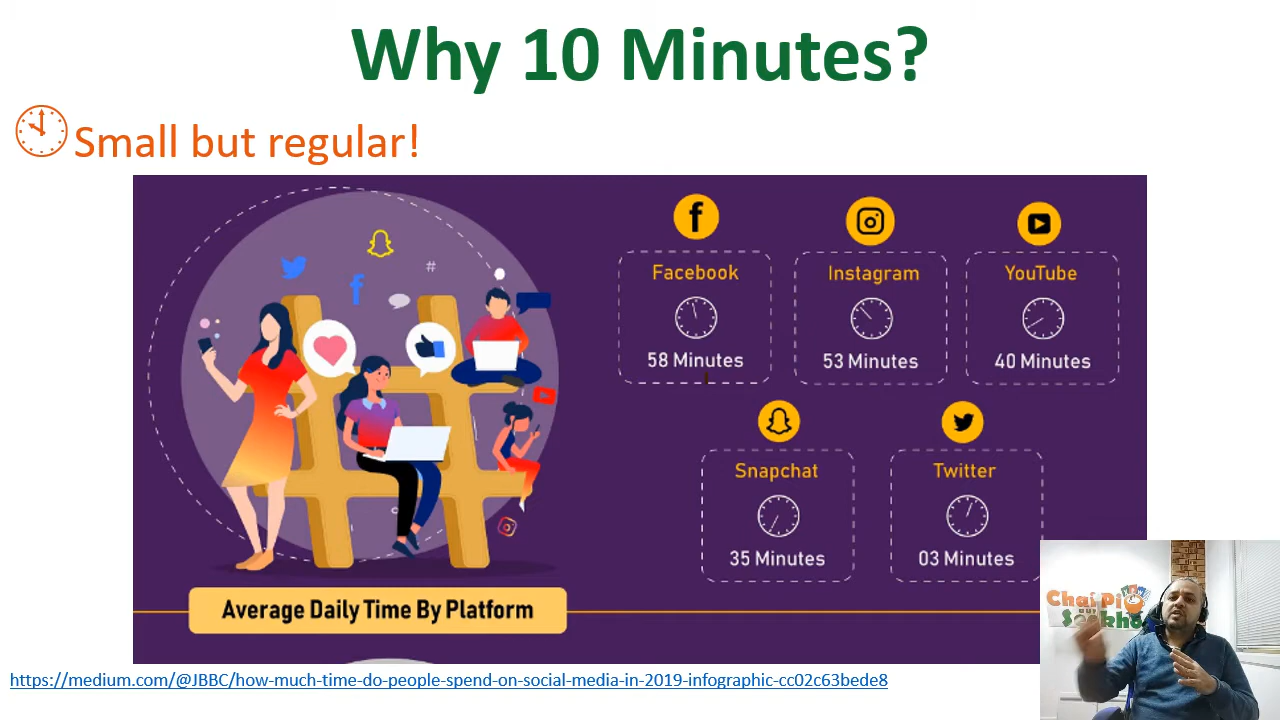 Why 10 Minutes?
Small but regular!
#
Facebook
58 Minutes
Instagram
53 Minutes
YouTube
40 Minutes
Snapchat
35 Minutes
Twitter
03 Minutes
Average Daily Time By Platform
https://medium.com/@JBBC/how-much-time-do-people-spend-on-social-media-in-2019-infographic-cc02c63bede8
Chai Pi